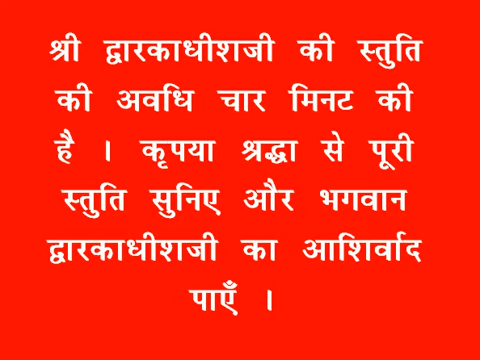 श्री द्वारकाधीशजी की स्तुति
की अवधि चार मिनट की
है । कृपया श्रद्धा से पूरी
स्तुति सुनिए और भगवान
द्वारकाधीशजी का आशिर्वाद
पाएँ ।